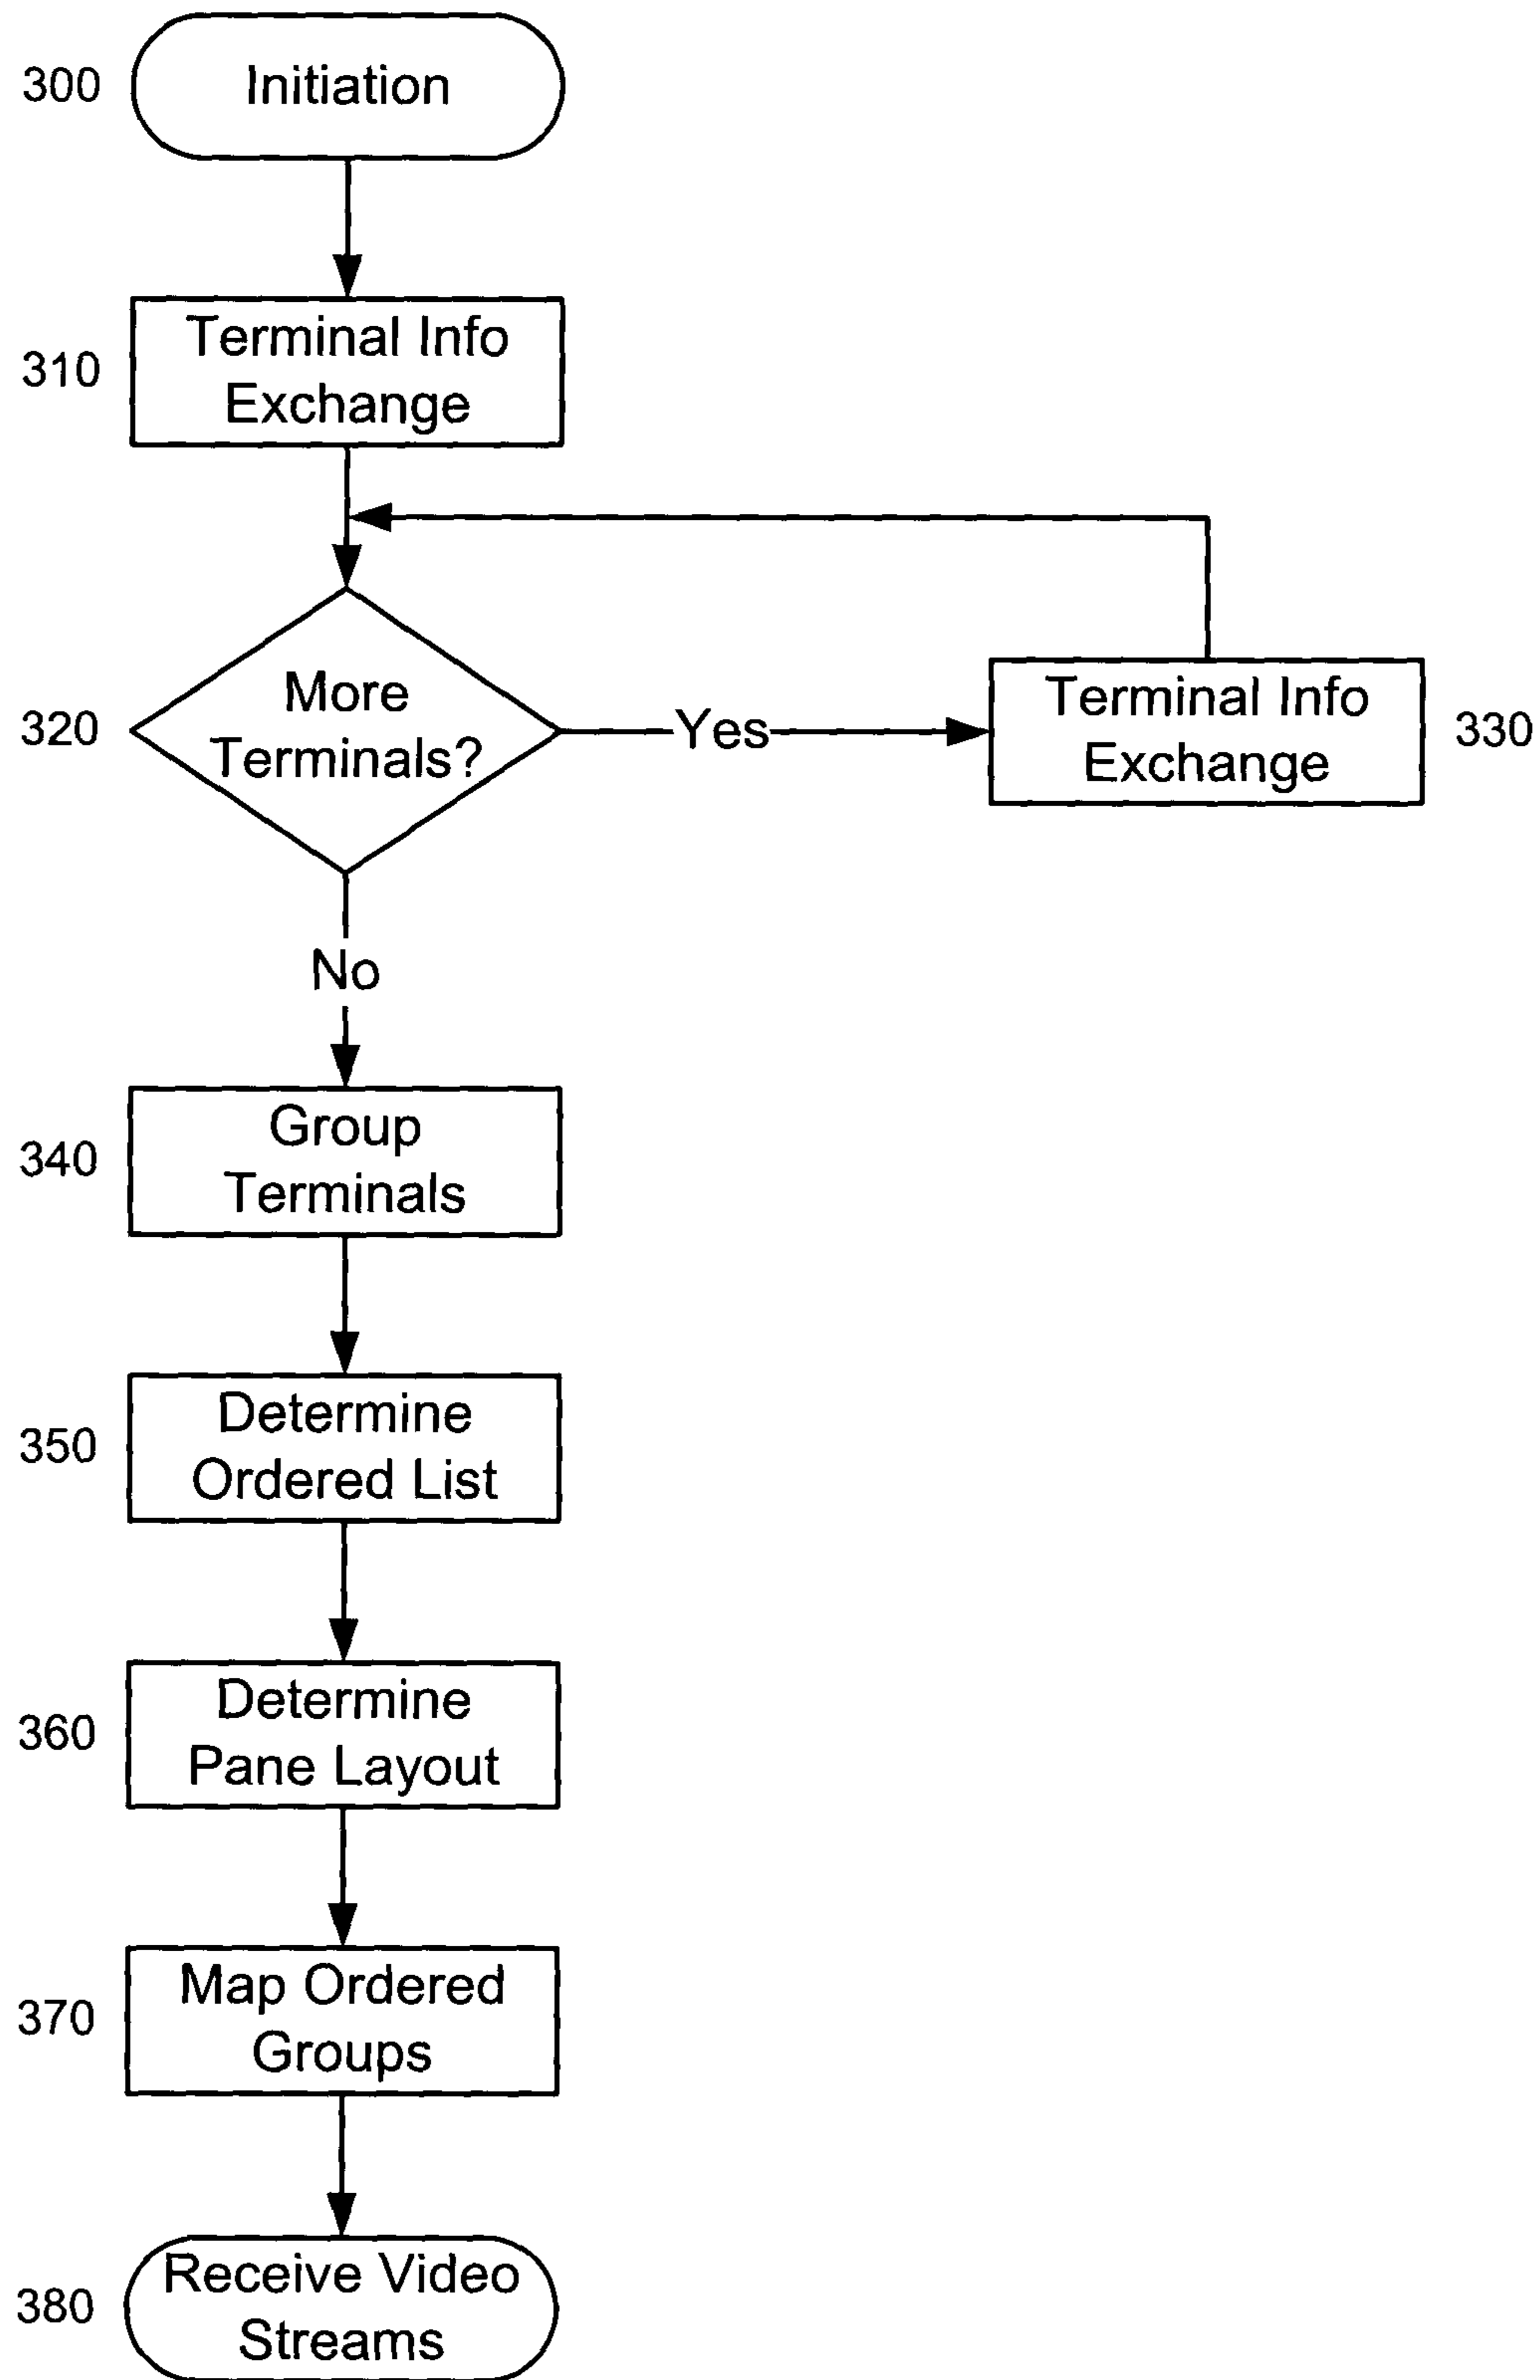 300
Initiation
310
Terminal Info
Exchange
320
More
Terminals?
Yes
Terminal Info
Exchange
330
No
340
Group
Terminals
350
Determine
Ordered List
360
Determine
Pane Layout
370
Map Ordered
Groups
380
Receive Video
Streams